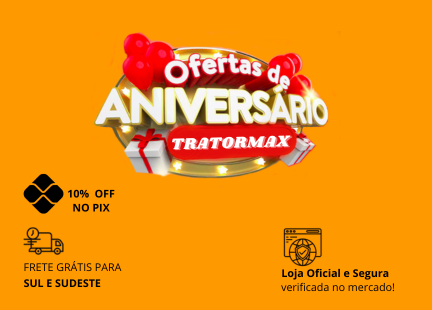 Ofertas de
ANIVERSÁRIO
TRATORMAX
10% OFF
NO PIX
FRETE GRÁTIS PARA
SUL E SUDESTE
Loja Oficial e Segura
verificada no mercado!